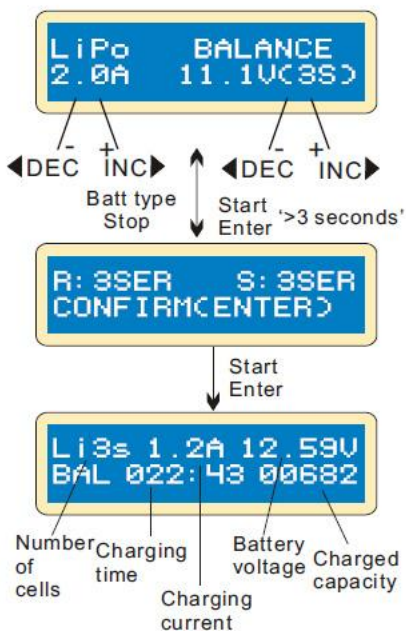 LiPo BALANCE
2.0A 11.1V(3S)
- + - +
◀DEC INC▶ ◀DEC INC▶
Batt type
Stop
Start
Enter '>3 seconds'
R:3SER S:3SER
CONFIRM(ENTER)
Start
Enter
Li3s 1.2A 12.59V
BAL 022:43 00682
Number
of
cells
Charging
time
Charging
current
Battery
voltage
Charged
capacity